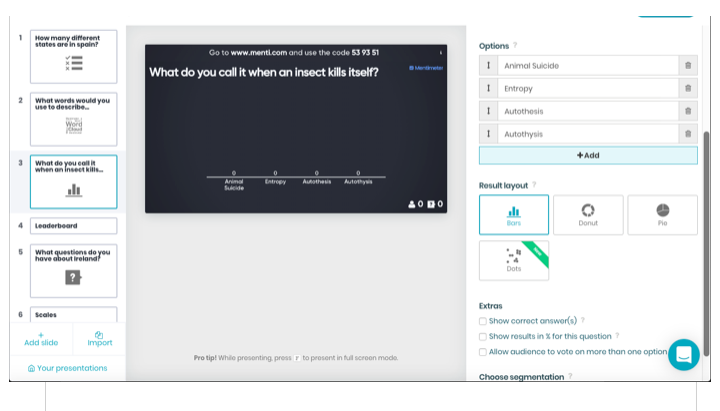 1 How many different
states are in spain?
2 What words would you
use to describe...
Word
Cloud
3 What do you call it
when an insect kills...
4 Leaderboard
5 What questions do you
have about Ireland?
?
6 Scales
+
Add slide
Import
Your presentations
Go to www.menti.com and use the code 53 93 51
Mentimeter
What do you call it when an insect kills itself?
0 0 0 0
Animal Suicide Entropy Autothesis Autothysis
0 0
Pro tip! While presenting, press F to present in full screen mode.
Options ?
Animal Suicide
Entropy
Autothesis
Autothysis
+Add
Result layout ?
Bars
Donut
Pie
Dots
Extras
Show correct answer(s) ?
Show results in % for this question ?
Allow audience to vote on more than one option
Choose segmentation ?